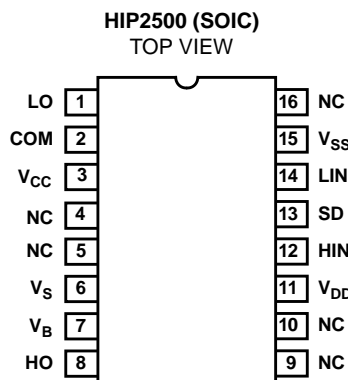 HIP2500 (SOIC)
TOP VIEW
LO 1 16 NC
COM 2 15 VSS
VCC 3 14 LIN
NC 4 13 SD
NC 5 12 HIN
VS 6 11 VDD
VB 7 10 NC
HO 8 9 NC